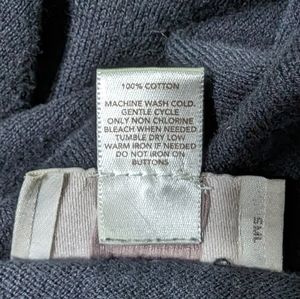 100% COTTON
MACHINE WASH COLD.
GENTLE CYCLE
ONLY NON CHLORINE
BLEACH WHEN NEEDED
TUMBLE DRY LOW
WARM IRON IF NEEDED
DO NOT IRON ON
BUTTONS
SML